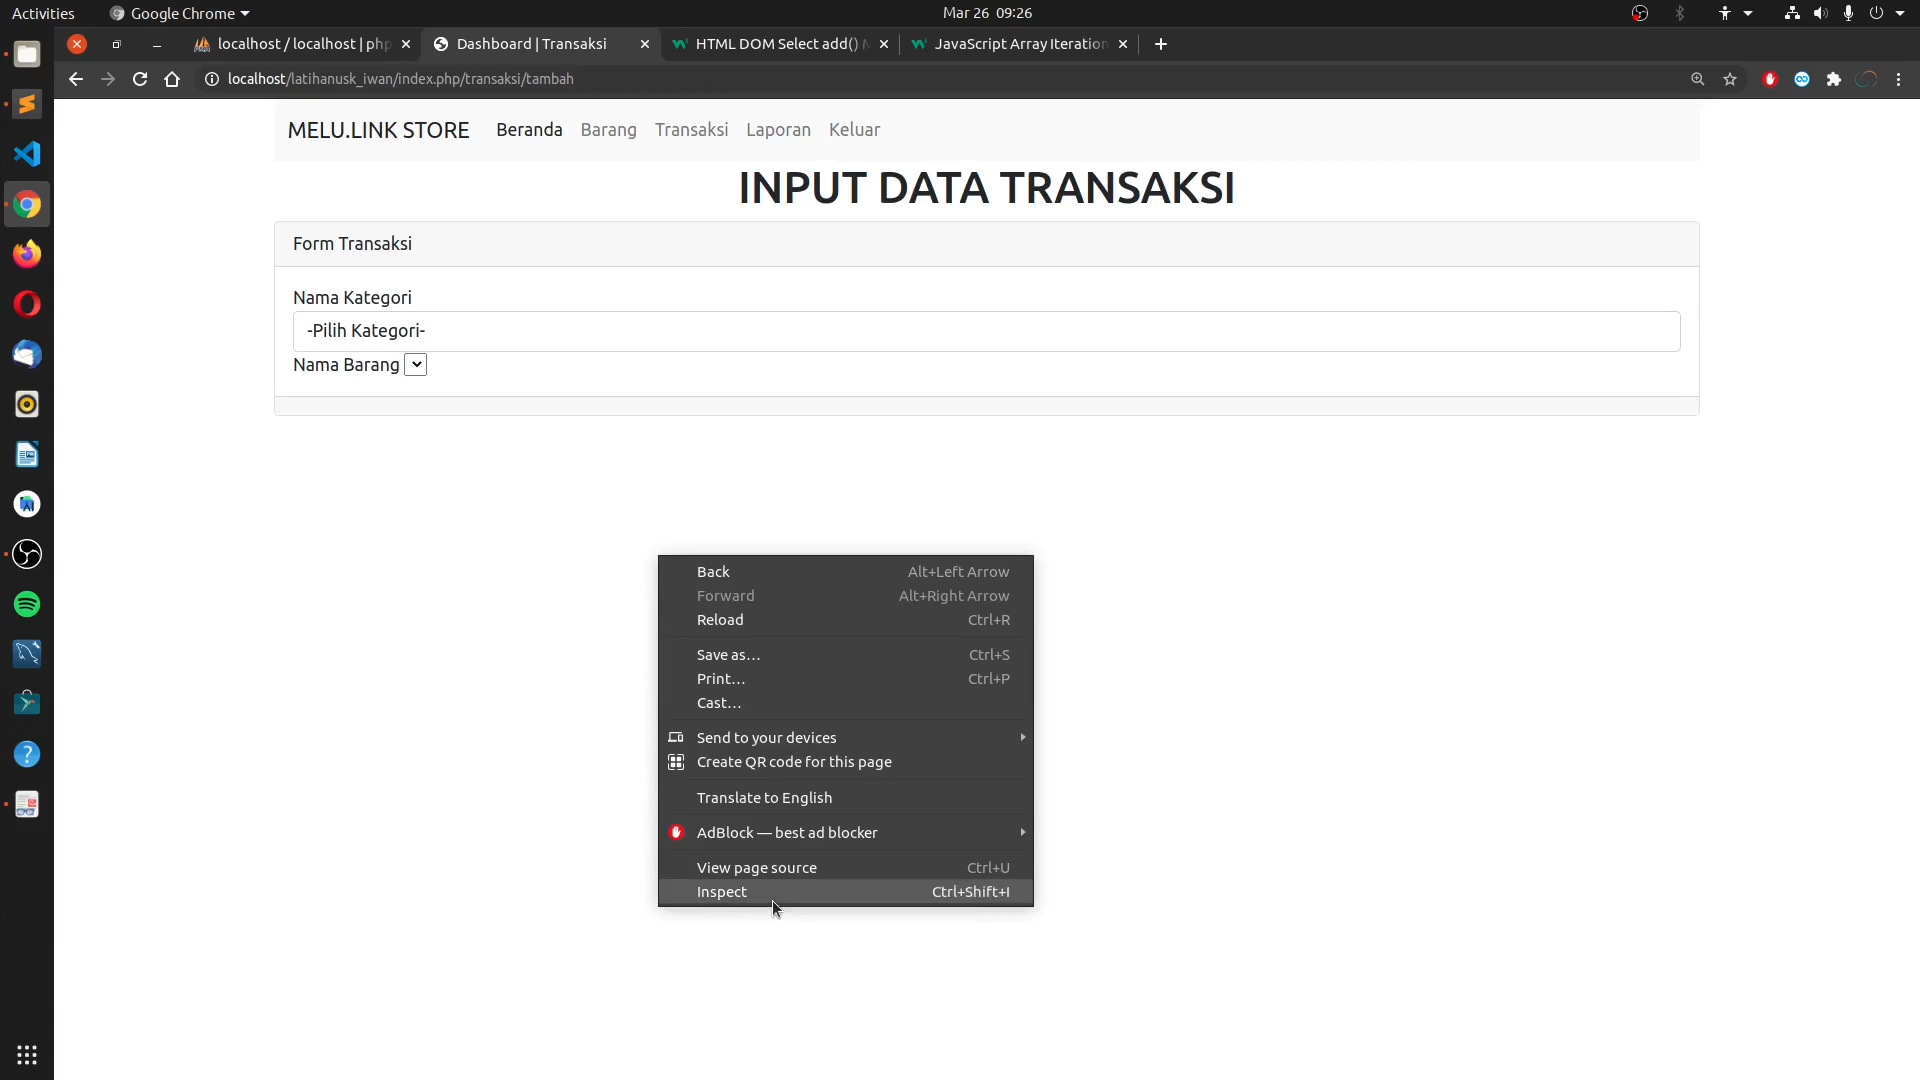 Activities
Google Chrome
Mar 26 09:26
localhost / localhost | php
Dashboard | Transaksi
HTML DOM Select add()
JavaScript Array Iteration
localhost/latihanusk_iwan/index.php/transaksi/tambah
MELU.LINK STORE
Beranda
Barang
Transaksi
Laporan
Keluar
INPUT DATA TRANSAKSI
Form Transaksi
Nama Kategori
-Pilih Kategori-
Nama Barang
Back Alt+Left Arrow
Forward Alt+Right Arrow
Reload Ctrl+R
Save as… Ctrl+S
Print… Ctrl+P
Cast…
Send to your devices
Create QR code for this page
Translate to English
AdBlock — best ad blocker
View page source Ctrl+U
Inspect Ctrl+Shift+I